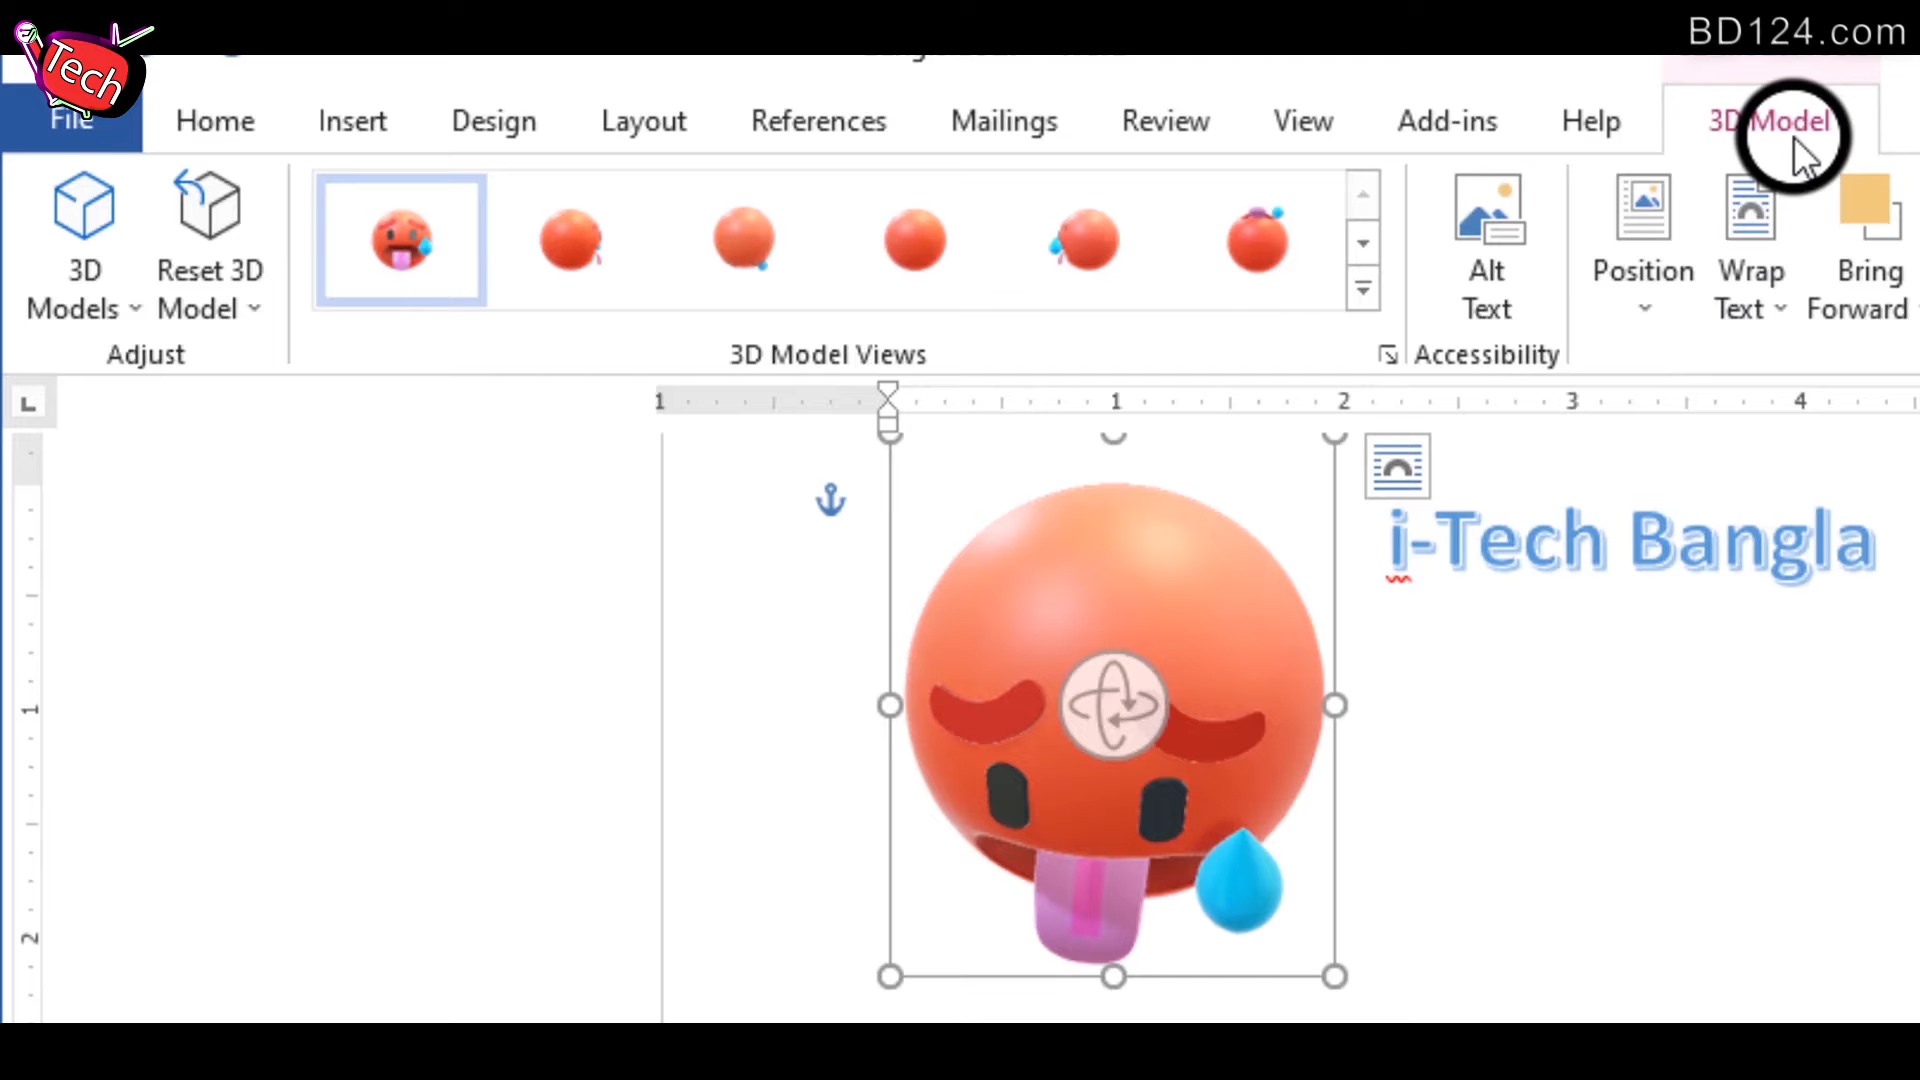 BD124.com
Tech
File Home Insert Design Layout References Mailings Review View Add-ins Help 3D Model
3D Models
Reset 3D Model
Adjust
3D Model Views
Alt Text
Accessibility
Position
Wrap Text
Bring Forward
1 1 2 3 4
i-Tech Bangla
1
2